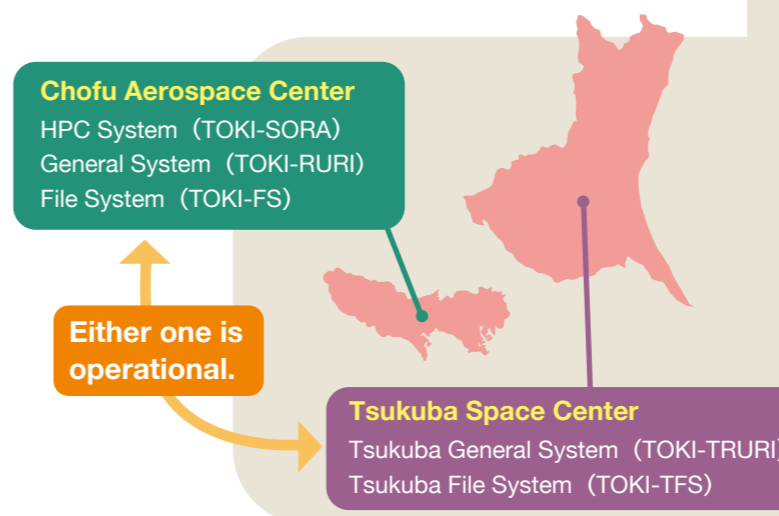 Chofu Aerospace Center
HPC System（TOKI-SORA）
General System（TOKI-RURI）
File System（TOKI-FS）
Either one is
operational.
Tsukuba Space Center
Tsukuba General System（TOKI-TRURI）
Tsukuba File System（TOKI-TFS）